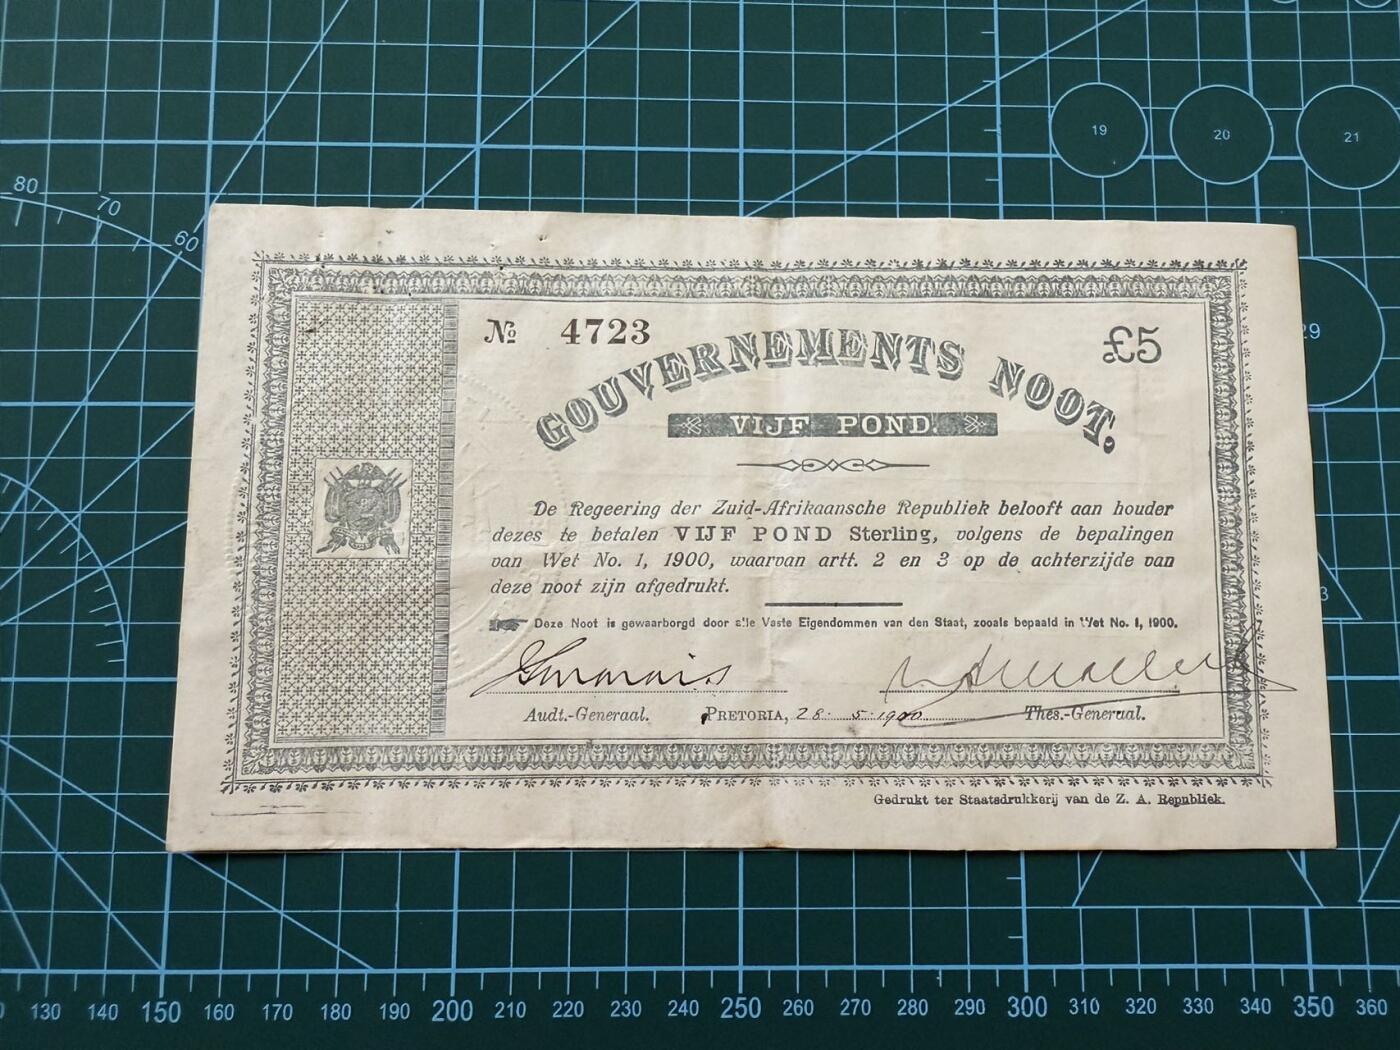 19
20
21
80
70
60
29
№ 4723
£5
GOUVERNEMENTS NOOT.
VIJF POND.
De Regeering der Zuid-Afrikaansche Republiek belooft aan houder
dezes te betalen VIJF POND Sterling, volgens de bepalingen
van Wet No. 1, 1900, waarvan artt. 2 en 3 op de achterzijde van
deze noot zijn afgedrukt.
Deze Noot is gewaarborgd door alle Vaste Eigendommen van den Staat, zooals bepaald in Wet No. 1, 1900.
Audt.-Generaal.
PRETORIA, 28. 5. 1900
Thes.-Generaal.
Gedrukt ter Staatsdrukkerij van de Z. A. Republiek.
130 140 150 160 170 180 190 200 210 220 230 240 250 260 270 280 290 300 310 320 330 340 350 360